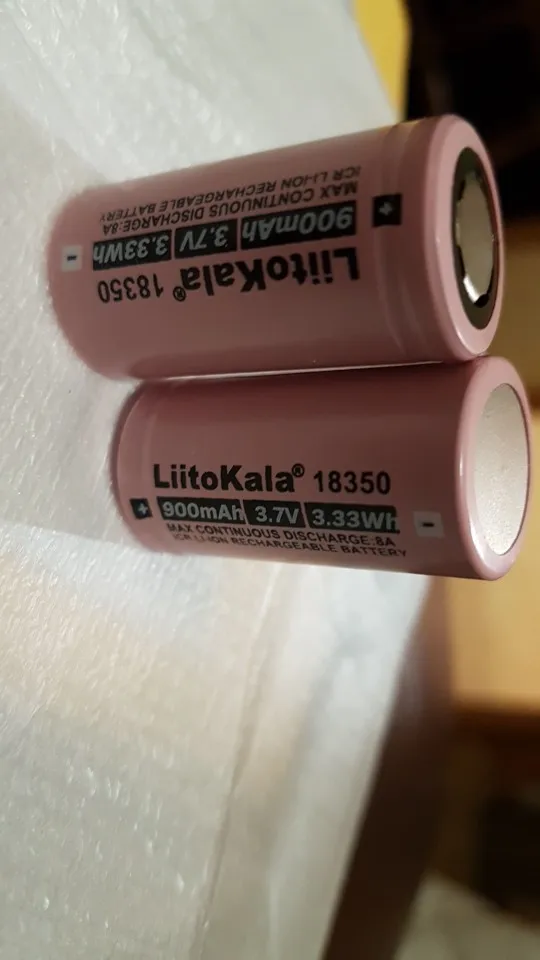 LiitoKala® 18350
900mAh 3.7V 3.33Wh
MAX CONTINUOUS DISCHARGE:8A
ICR LI-ION RECHARGEABLE BATTERY
+ -
LiitoKala® 18350
+ 900mAh 3.7V 3.33Wh -
MAX CONTINUOUS DISCHARGE:8A
ICR LI-ION RECHARGEABLE BATTERY